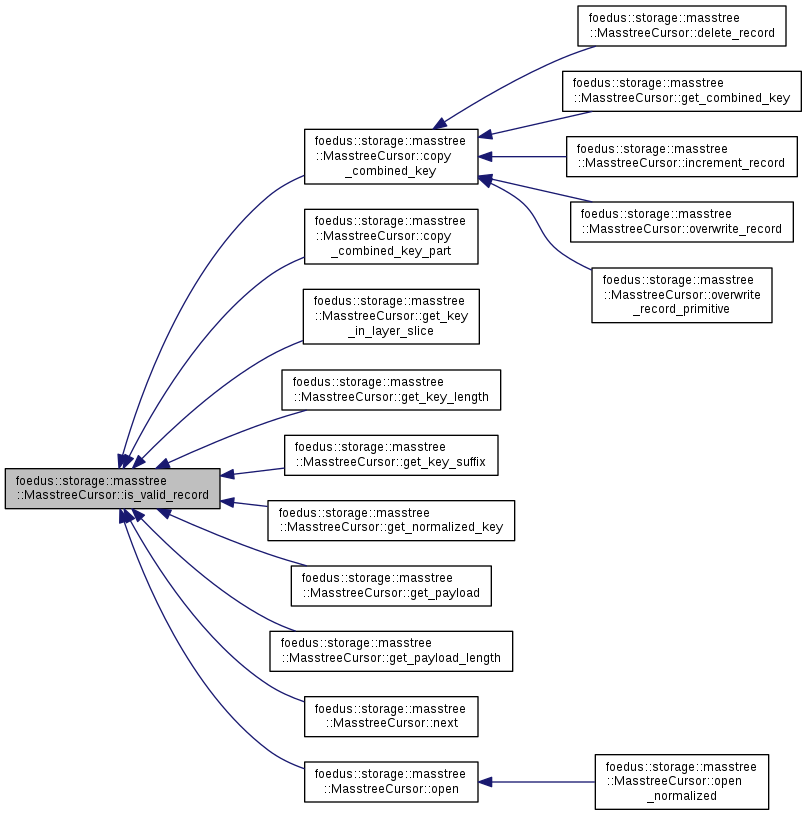 foedus::storage::masstree
::MasstreeCursor::is_valid_record
foedus::storage::masstree
::MasstreeCursor::copy
_combined_key
foedus::storage::masstree
::MasstreeCursor::delete_record
foedus::storage::masstree
::MasstreeCursor::get_combined_key
foedus::storage::masstree
::MasstreeCursor::increment_record
foedus::storage::masstree
::MasstreeCursor::overwrite_record
foedus::storage::masstree
::MasstreeCursor::overwrite
_record_primitive
foedus::storage::masstree
::MasstreeCursor::copy
_combined_key_part
foedus::storage::masstree
::MasstreeCursor::get_key
_in_layer_slice
foedus::storage::masstree
::MasstreeCursor::get_key_length
foedus::storage::masstree
::MasstreeCursor::get_key_suffix
foedus::storage::masstree
::MasstreeCursor::get_normalized_key
foedus::storage::masstree
::MasstreeCursor::get_payload
foedus::storage::masstree
::MasstreeCursor::get_payload_length
foedus::storage::masstree
::MasstreeCursor::next
foedus::storage::masstree
::MasstreeCursor::open
foedus::storage::masstree
::MasstreeCursor::open
_normalized